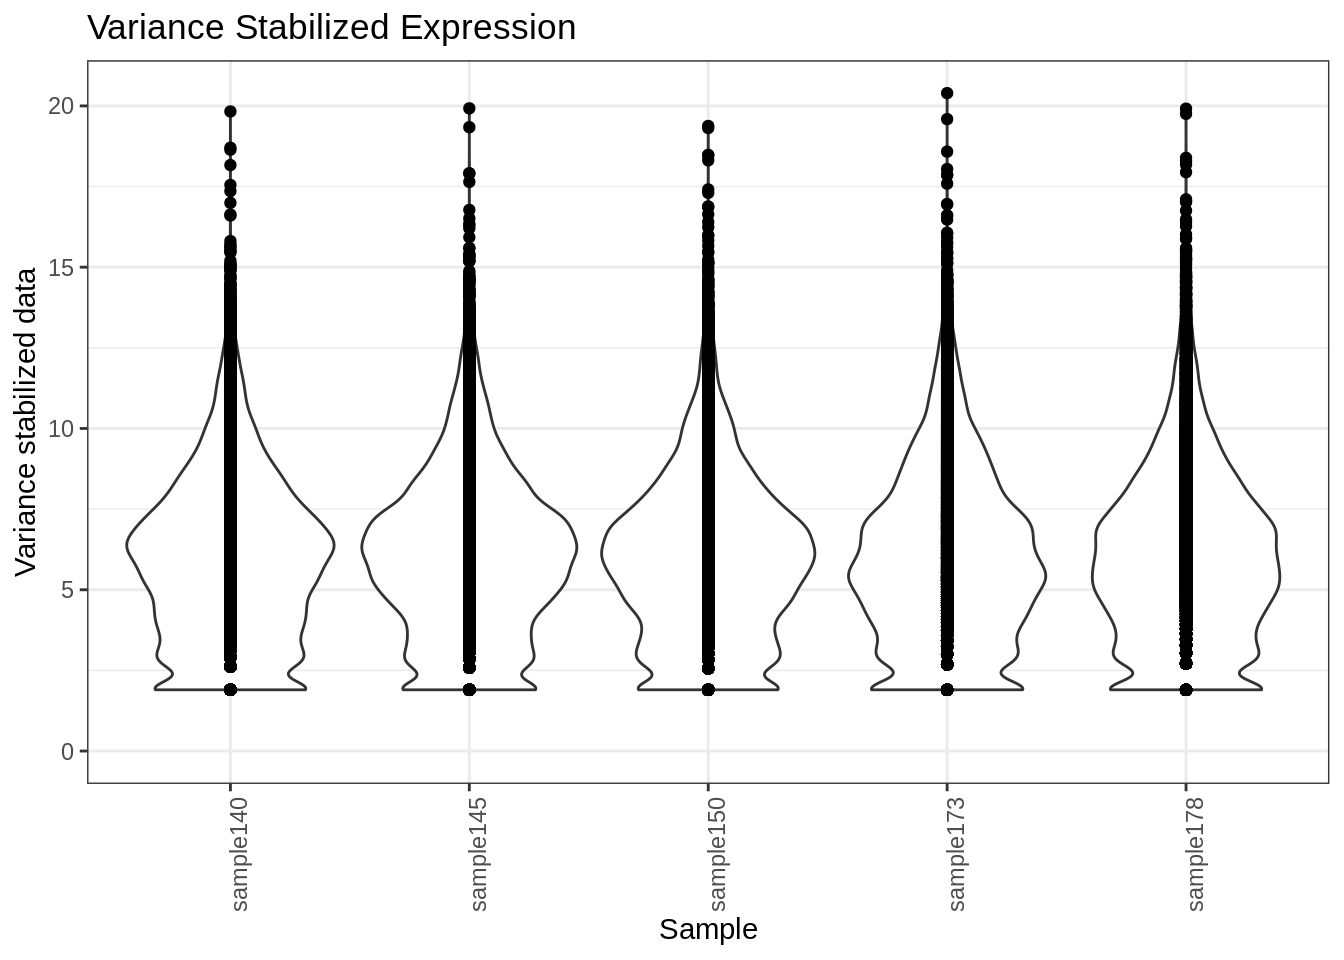 Variance Stabilized Expression
Variance stabilized data
20
15
10
5
0
sample140
sample145
sample150
sample173
sample178
Sample